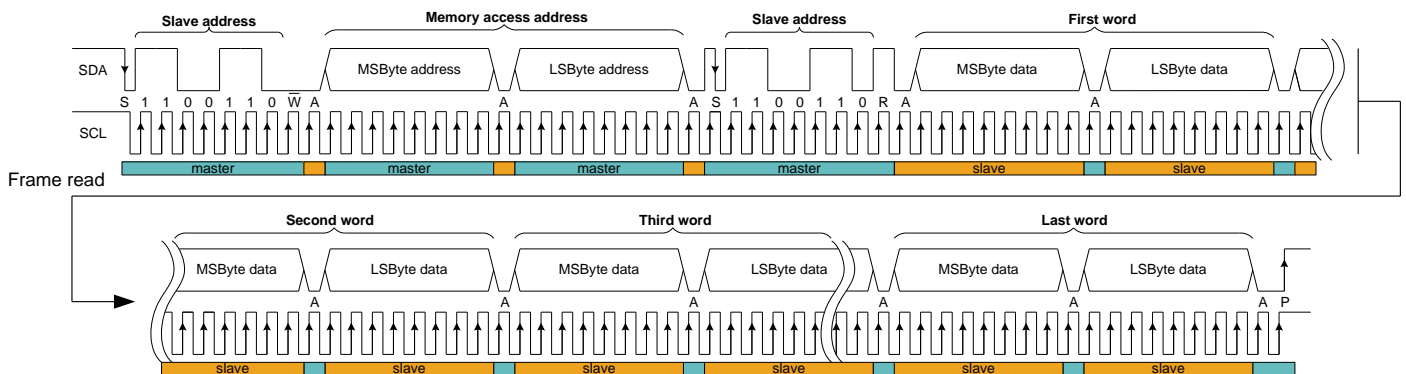 Slave address Memory access address Slave address First word
SDA MSByte address LSByte address MSByte data LSByte data
S 1 1 0 0 1 1 0 W̅ A A A S 1 1 0 0 1 1 0 R A A
SCL
master master master master slave slave
Frame read
Second word Third word Last word
MSByte data LSByte data MSByte data LSByte data MSByte data LSByte data
A A A A A A P
slave slave slave slave slave slave